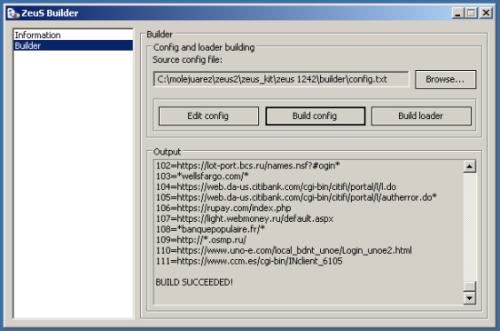 ZeuS Builder
Information
Builder
Builder
Config and loader building
Source config file:
C:\molejuarez\zeus2\zeus_kit\zeus 1242\builder\config.txt
Browse...
Edit config
Build config
Build loader
Output
102=https://lot-port.bcs.ru/names.nsf?#ogin*
103=*wellsfargo.com/*
104=https://web.da-us.citibank.com/cgi-bin/citifi/portal/l/l.do
105=https://web.da-us.citibank.com/cgi-bin/citifi/portal/l/autherror.do*
106=https://rupay.com/index.php
107=https://light.webmoney.ru/default.aspx
108=*banquepopulaire.fr/*
109=http://*.osmp.ru/
110=https://www.uno-e.com/local_bdnt_unoe/Login_unoe2.html
111=https://www.ccm.es/cgi-bin/INclient_6105
BUILD SUCCEEDED!